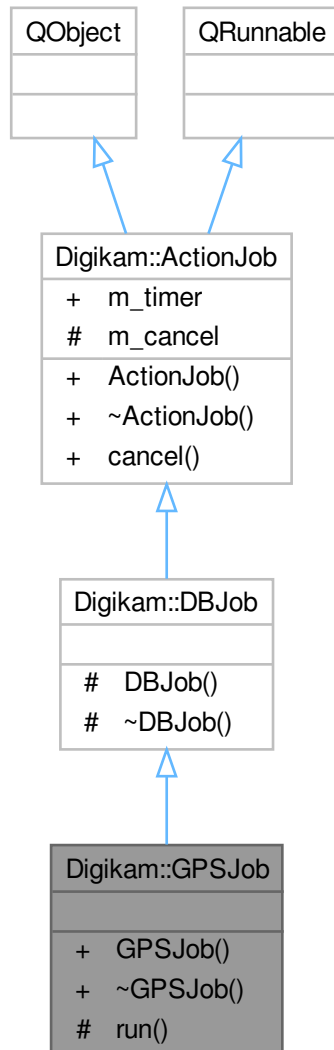 QObject
QRunnable
Digikam::ActionJob
+ m_timer
# m_cancel
+ ActionJob()
+ ~ActionJob()
+ cancel()
Digikam::DBJob
# DBJob()
# ~DBJob()
Digikam::GPSJob
+ GPSJob()
+ ~GPSJob()
# run()